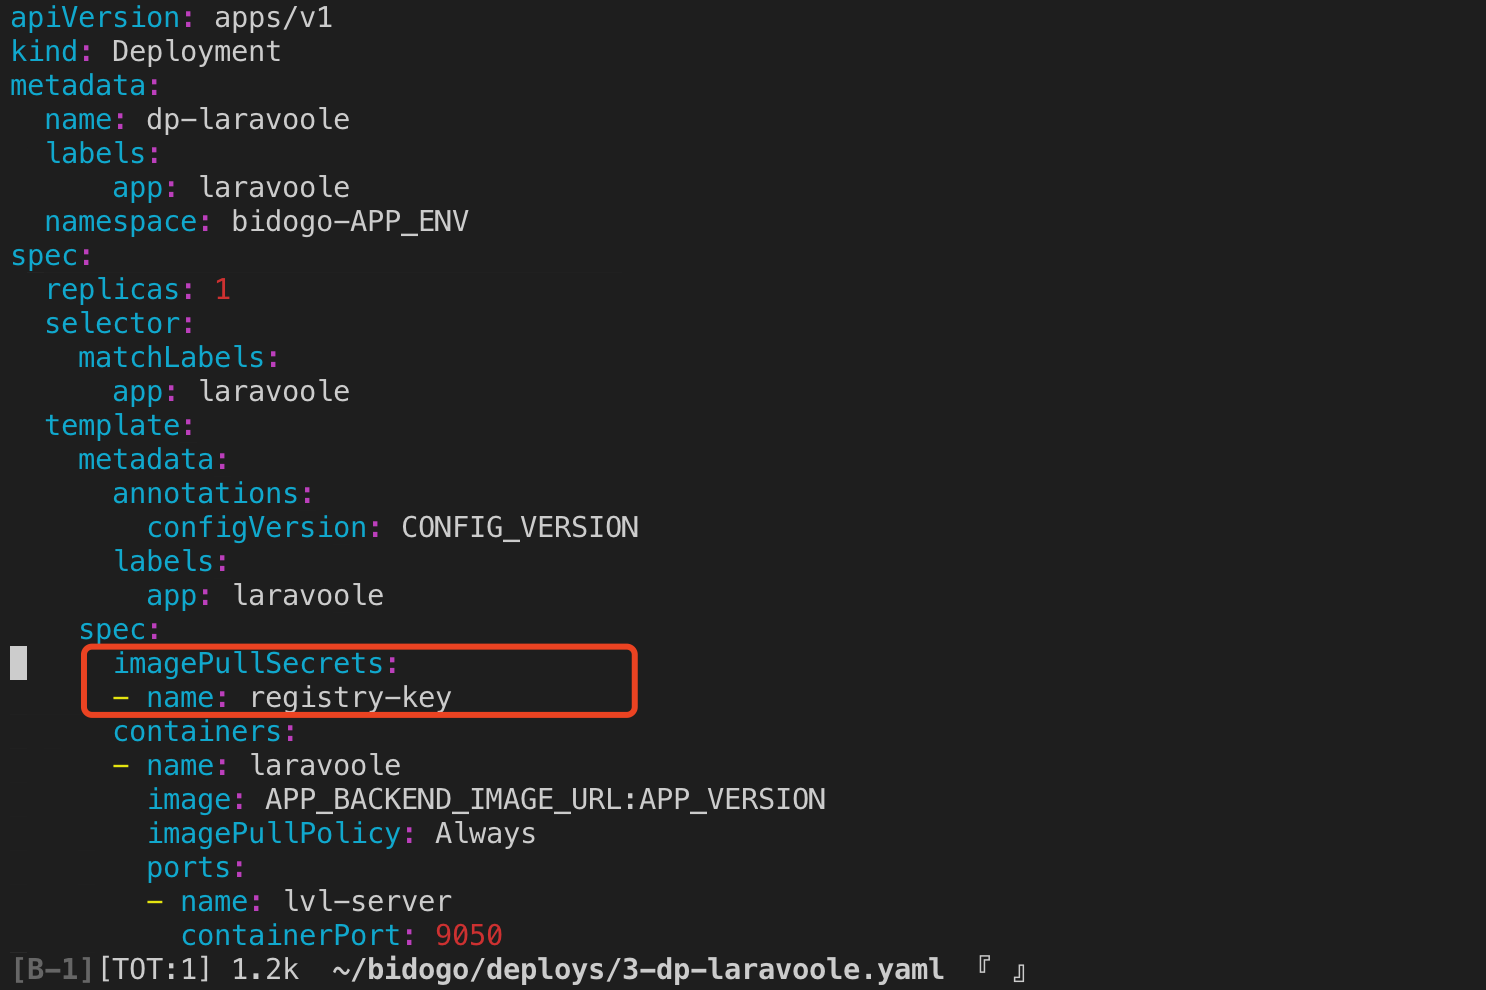 apiVersion: apps/v1
kind: Deployment
metadata:
  name: dp-laravoole
  labels:
      app: laravoole
  namespace: bidogo-APP_ENV
spec:
  replicas: 1
  selector:
    matchLabels:
      app: laravoole
  template:
    metadata:
      annotations:
        configVersion: CONFIG_VERSION
      labels:
        app: laravoole
    spec:
      imagePullSecrets:
      - name: registry-key
      containers:
      - name: laravoole
        image: APP_BACKEND_IMAGE_URL:APP_VERSION
        imagePullPolicy: Always
        ports:
        - name: lvl-server
          containerPort: 9050
[B-1][TOT:1] 1.2k  ~/bidogo/deploys/3-dp-laravoole.yaml 『 』